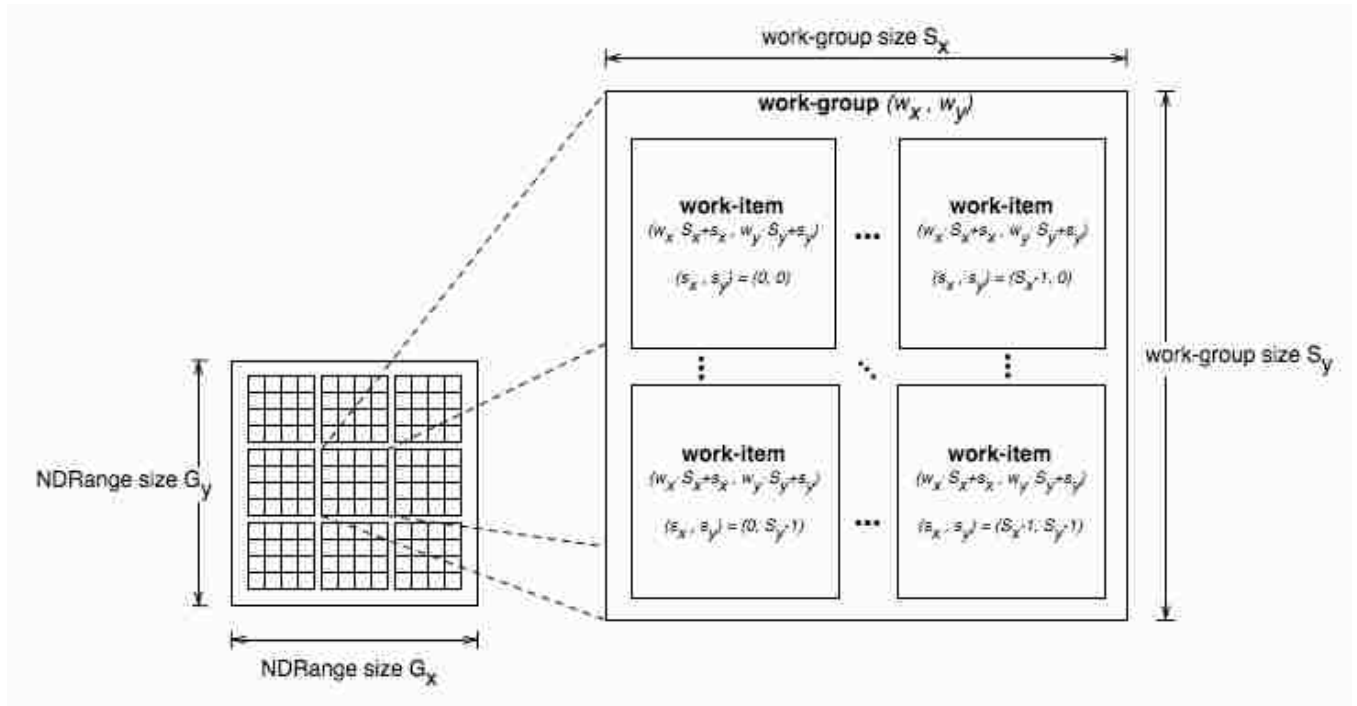 work-group size Sx
work-group (wx , wy)
work-item
(wx Sx+sx , wy Sy+sy)
(sx , sy) = (0, 0)
...
work-item
(wx Sx+sx , wy Sy+sy)
(sx , sy) = (Sx-1, 0)
work-group size Sy
work-item
(wx Sx+sx , wy Sy+sy)
(sx , sy) = (0, Sy-1)
...
work-item
(wx Sx+sx , wy Sy+sy)
(sx , sy) = (Sx-1, Sy-1)
NDRange size Gy
NDRange size Gx